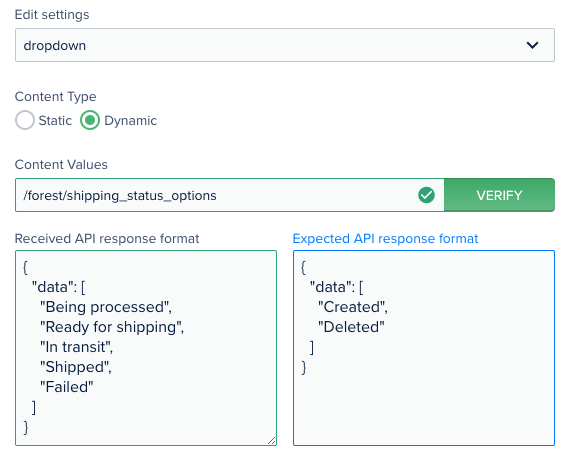 Edit settings
dropdown
Content Type
Static Dynamic
Content Values
/forest/shipping_status_options VERIFY
Received API response format
{
"data": [
"Being processed",
"Ready for shipping",
"In transit",
"Shipped",
"Failed"
]
}
Expected API response format
{
"data": [
"Created",
"Deleted"
]
}